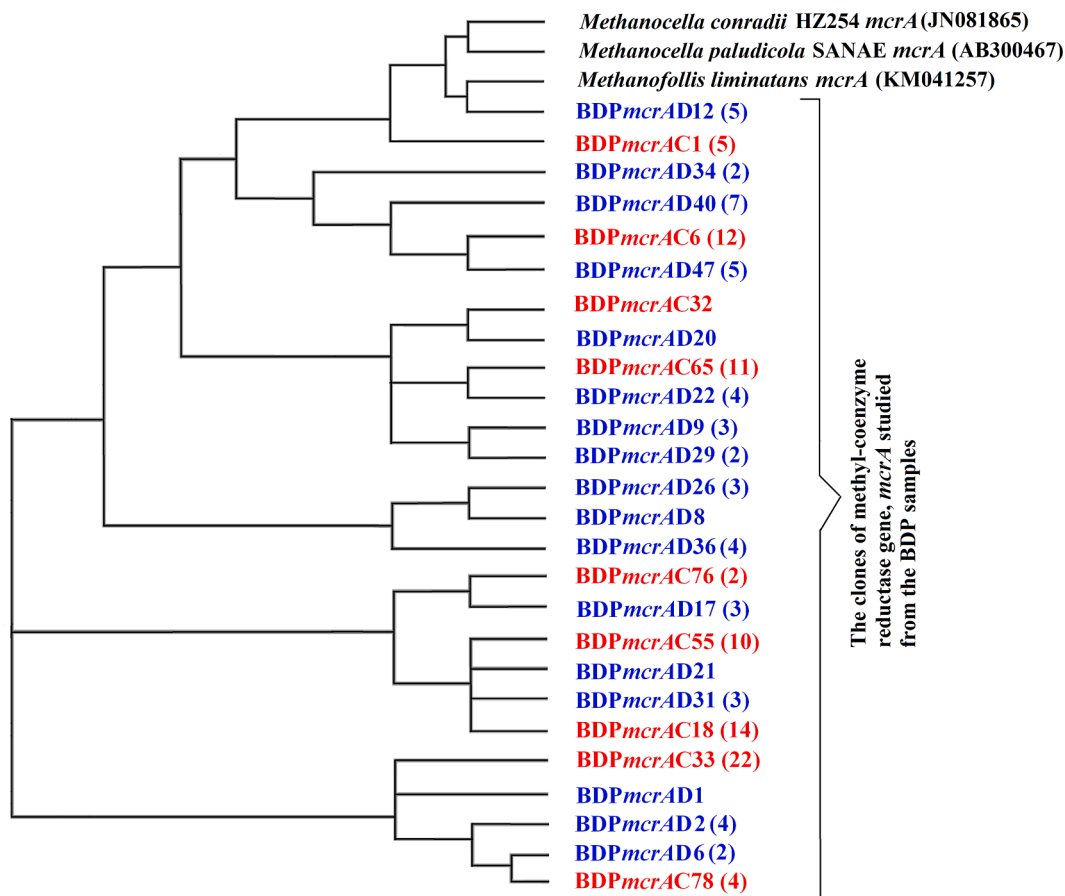 Methanocella conradii HZ254 mcrA (JN081865)
Methanocella paludicola SANAE mcrA (AB300467)
Methanofollis liminatans mcrA (KM041257)
BDPmcrAD12 (5)
BDPmcrAC1 (5)
BDPmcrAD34 (2)
BDPmcrAD40 (7)
BDPmcrAC6 (12)
BDPmcrAD47 (5)
BDPmcrAC32
BDPmcrAD20
BDPmcrAC65 (11)
BDPmcrAD22 (4)
BDPmcrAD9 (3)
BDPmcrAD29 (2)
BDPmcrAD26 (3)
BDPmcrAD8
BDPmcrAD36 (4)
BDPmcrAC76 (2)
BDPmcrAD17 (3)
BDPmcrAC55 (10)
BDPmcrAD21
BDPmcrAD31 (3)
BDPmcrAC18 (14)
BDPmcrAC33 (22)
BDPmcrAD1
BDPmcrAD2 (4)
BDPmcrAD6 (2)
BDPmcrAC78 (4)
The clones of methyl-coenzyme
reductase gene, mcrA studied
from the BDP samples